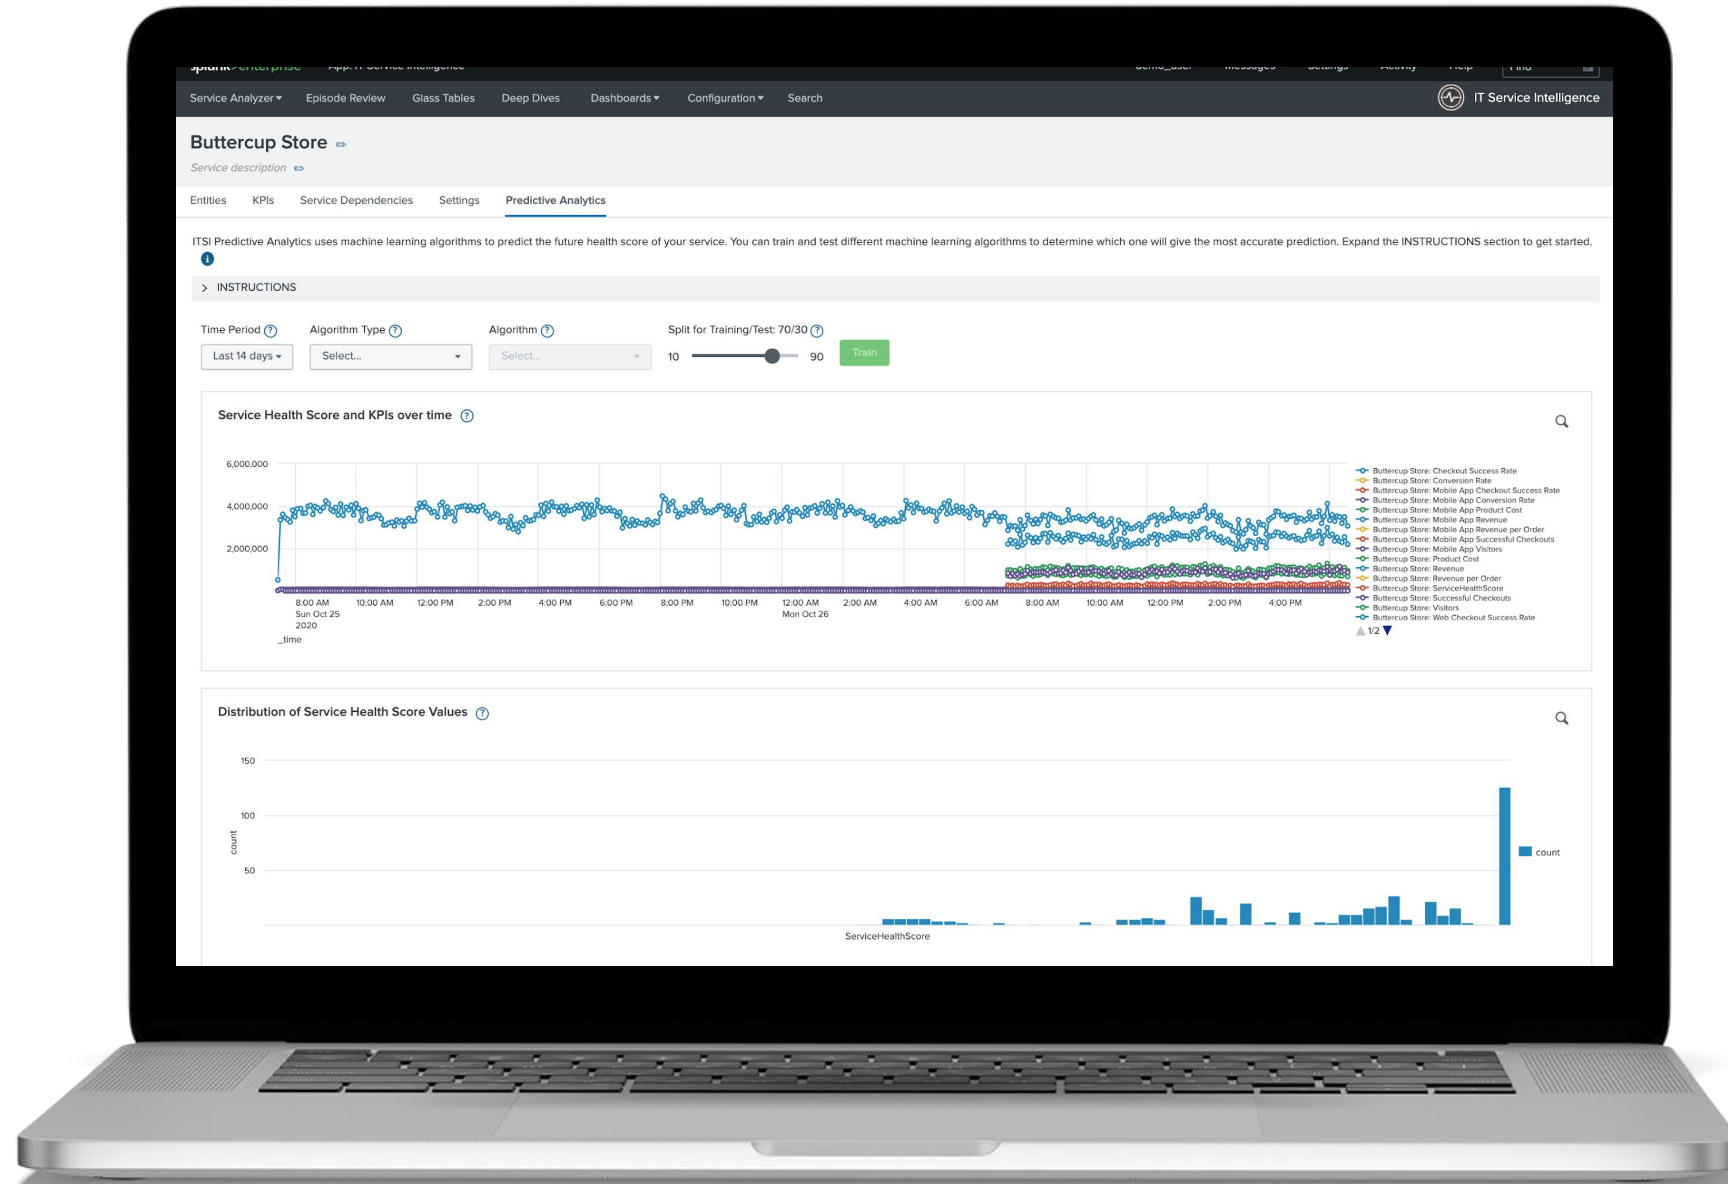 splunk>enterprise App: IT Service Intelligence demo_user Messages Settings Activity Help Find
Service Analyzer Episode Review Glass Tables Deep Dives Dashboards Configuration Search IT Service Intelligence
Buttercup Store
Service description
Entities KPIs Service Dependencies Settings Predictive Analytics
ITSI Predictive Analytics uses machine learning algorithms to predict the future health score of your service. You can train and test different machine learning algorithms to determine which one will give the most accurate prediction. Expand the INSTRUCTIONS section to get started.
> INSTRUCTIONS
Time Period ? Algorithm Type ? Algorithm ? Split for Training/Test: 70/30 ?
Last 14 days Select... Select... 10 90 Train
Service Health Score and KPIs over time ?
6,000,000
4,000,000
2,000,000
8:00 AM 10:00 AM 12:00 PM 2:00 PM 4:00 PM 6:00 PM 8:00 PM 10:00 PM 12:00 AM 2:00 AM 4:00 AM 6:00 AM 8:00 AM 10:00 AM 12:00 PM 2:00 PM 4:00 PM
Sun Oct 25 Mon Oct 26
2020
_time
Buttercup Store: Checkout Success Rate
Buttercup Store: Conversion Rate
Buttercup Store: Mobile App Checkout Success Rate
Buttercup Store: Mobile App Conversion Rate
Buttercup Store: Mobile App Product Cost
Buttercup Store: Mobile App Revenue
Buttercup Store: Mobile App Revenue per Order
Buttercup Store: Mobile App Successful Checkouts
Buttercup Store: Mobile App Visitors
Buttercup Store: Product Cost
Buttercup Store: Revenue
Buttercup Store: Revenue per Order
Buttercup Store: ServiceHealthScore
Buttercup Store: Successful Checkouts
Buttercup Store: Visitors
Buttercup Store: Web Checkout Success Rate
1/2
Distribution of Service Health Score Values ?
150
100
50
count
ServiceHealthScore
count